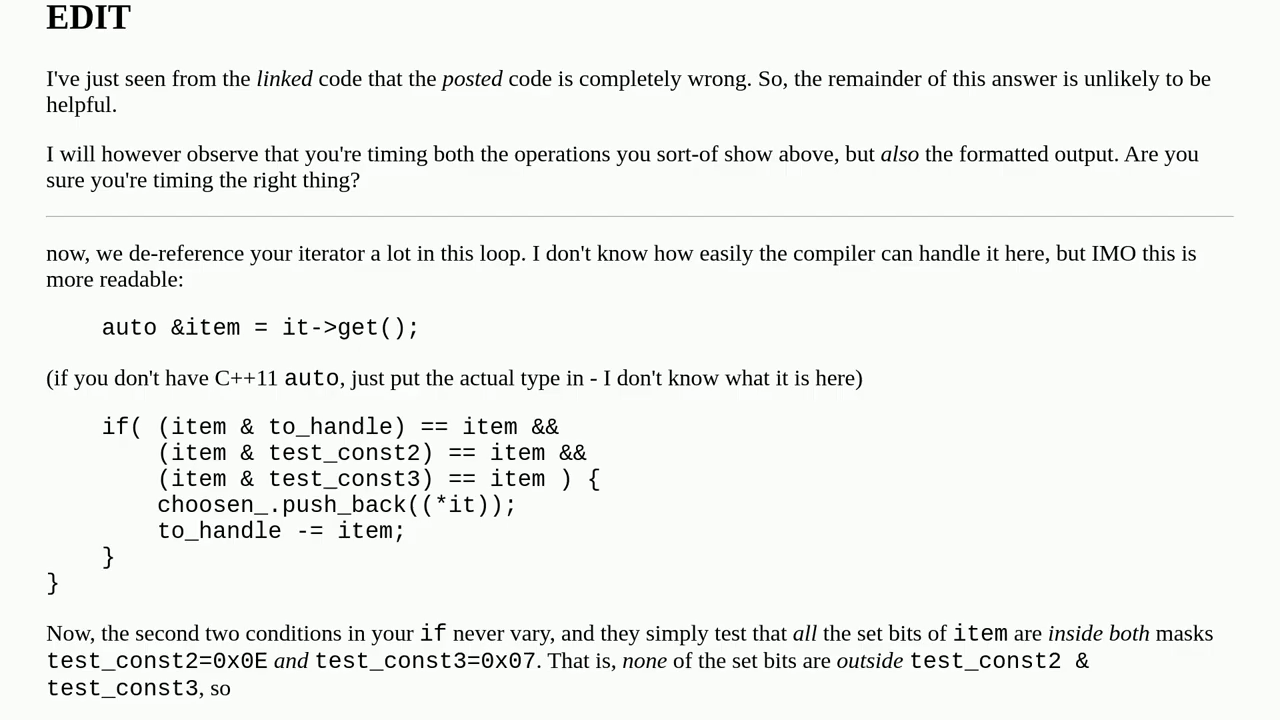 EDIT
I've just seen from the linked code that the posted code is completely wrong. So, the remainder of this answer is unlikely to be
helpful.
I will however observe that you're timing both the operations you sort-of show above, but also the formatted output. Are you
sure you're timing the right thing?
now, we de-reference your iterator a lot in this loop. I don't know how easily the compiler can handle it here, but IMO this is
more readable:
auto &item = it->get();
(if you don't have C++11 auto, just put the actual type in - I don't know what it is here)
if( (item & to_handle) == item &&
(item & test_const2) == item &&
(item & test_const3) == item ) {
choosen_.push_back((*it));
to_handle -= item;
}
}
Now, the second two conditions in your if never vary, and they simply test that all the set bits of item are inside both masks
test_const2=0x0E and test_const3=0x07. That is, none of the set bits are outside test_const2 &
test_const3, so